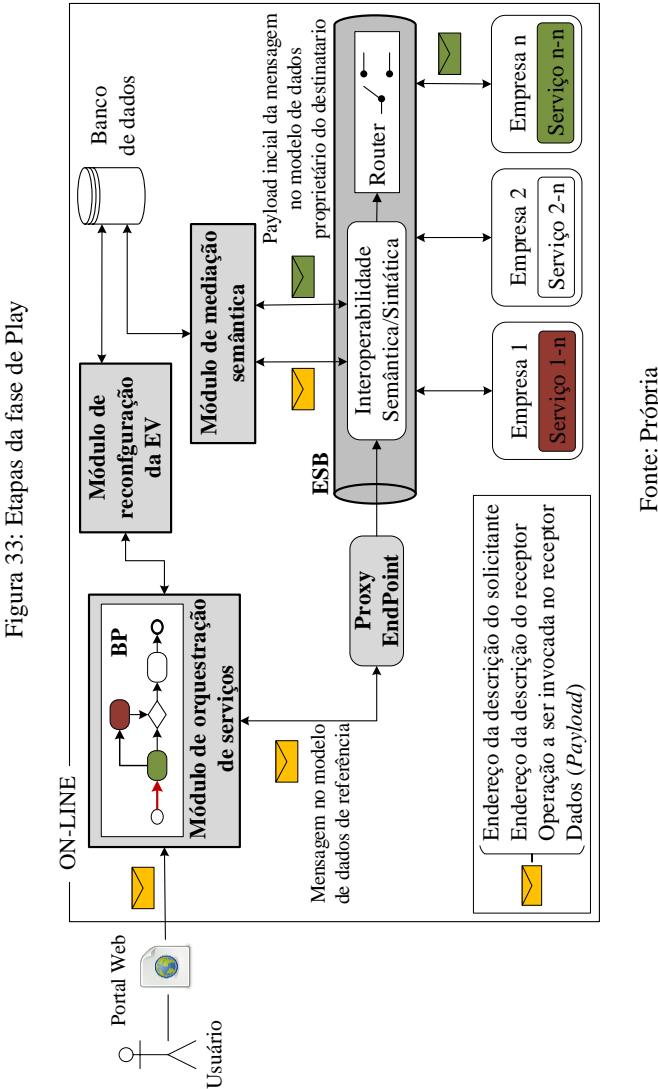 Figura 33: Etapas da fase de Play
Usuário
Portal Web
ON-LINE
BP
Módulo de orquestração
de serviços
Módulo de
reconfguração
da EV
Banco
de dados
Módulo de mediação
semântica
Mensagem no modelo
de dados de referência
Payload incial da mensagem
no modelo de dados
proprietário do destinatario
Proxy
EndPoint
ESB
Interoperabilidade
Semântica/Sintática
Router
Endereço da descrição do solicitante
Endereço da descrição do receptor
Operação a ser invocada no receptor
Dados (Payload)
Empresa 1
Serviço 1-n
Empresa 2
Serviço 2-n
Empresa n
Serviço n-n
Fonte: Própria